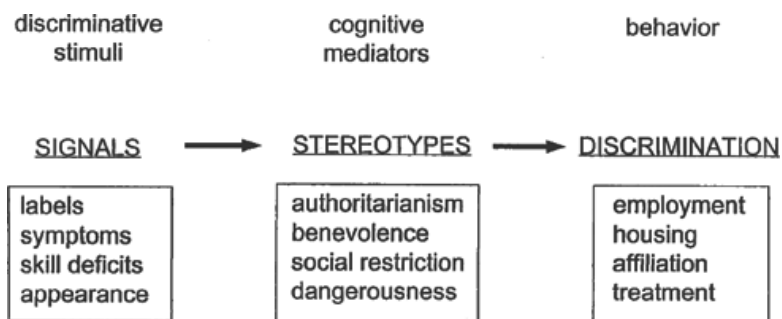 discriminative
stimuli
cognitive
mediators
behavior
SIGNALS
STEREOTYPES
DISCRIMINATION
labels
symptoms
skill deficits
appearance
authoritarianism
benevolence
social restriction
dangerousness
employment
housing
affiliation
treatment